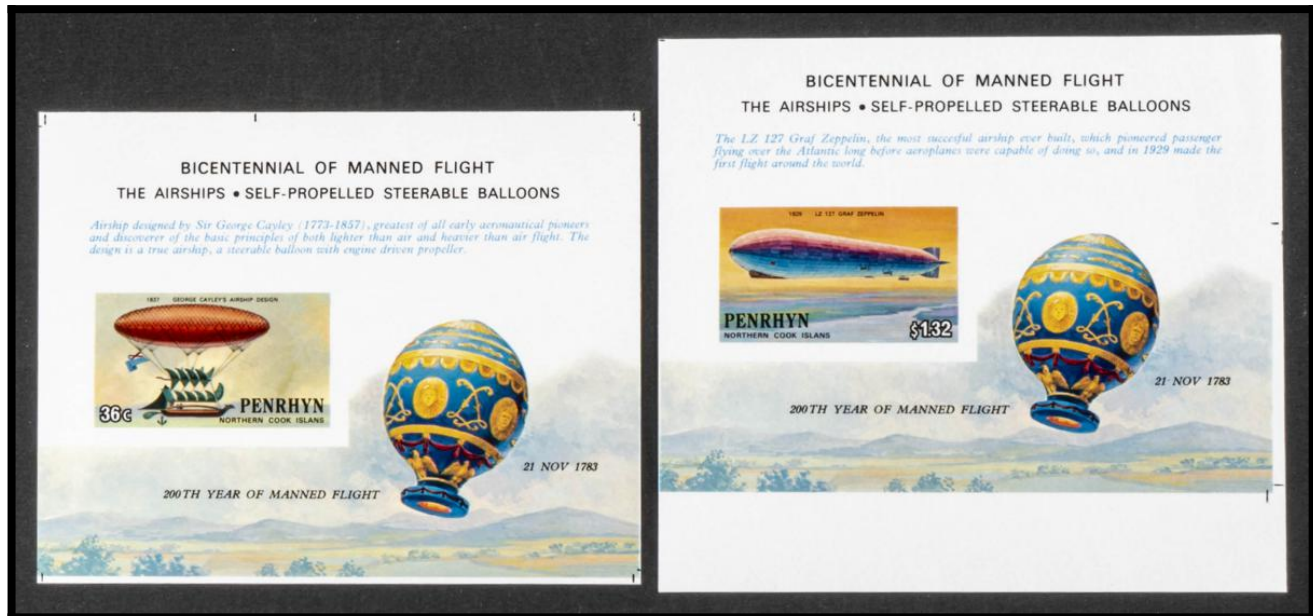 BICENTENNIAL OF MANNED FLIGHT
THE AIRSHIPS • SELF-PROPELLED STEERABLE BALLOONS
Airship designed by Sir George Cayley (1773-1857), greatest of all early aeronautical pioneers
and discoverer of the basic principles of both lighter than air and heavier than air flight. The
design is a true airship, a steerable balloon with engine driven propeller.
1837 GEORGE CAYLEY'S AIRSHIP DESIGN
36c
PENRHYN
NORTHERN COOK ISLANS
21 NOV 1783
200TH YEAR OF MANNED FLIGHT
BICENTENNIAL OF MANNED FLIGHT
THE AIRSHIPS • SELF-PROPELLED STEERABLE BALLOONS
The LZ 127 Graf Zeppelin, the most succesful airship ever built, which pioneered passenger
flying over the Atlantic long before aeroplanes were capable of doing so, and in 1929 made the
first flight around the world.
1929 LZ 127 GRAF ZEPPELIN
PENRHYN
NORTHERN COOK ISLANS
$1.32
21 NOV 1783
200TH YEAR OF MANNED FLIGHT